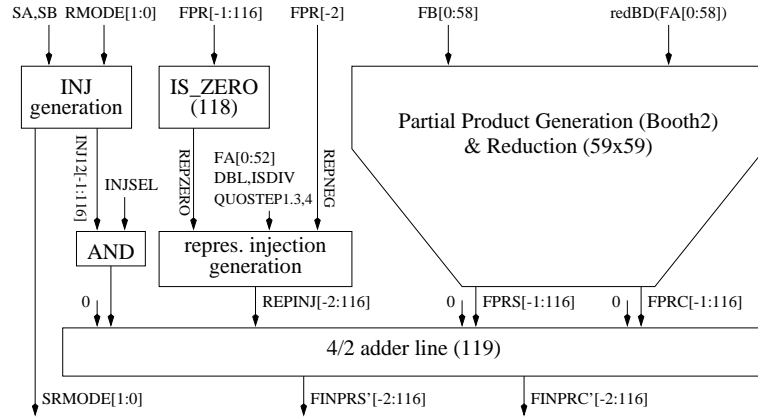 SA,SB RMODE[1:0] FPR[-1:116] FPR[-2] FB[0:58] redBD(FA[0:58])
INJ
generation
IS_ZERO
(118)
Partial Product Generation (Booth2)
& Reduction (59x59)
INJ12[-1:116]
INJSEL
REPZERO
FA[0:52]
DBL,ISDIV
QUOSTEP1.3,4
REPNEG
AND
repres. injection
generation
0 REPINJ[-2:116] 0 FPRS[-1:116] 0 FPRC[-1:116]
4/2 adder line (119)
SRMODE[1:0] FINPRS'[-2:116] FINPRC'[-2:116]